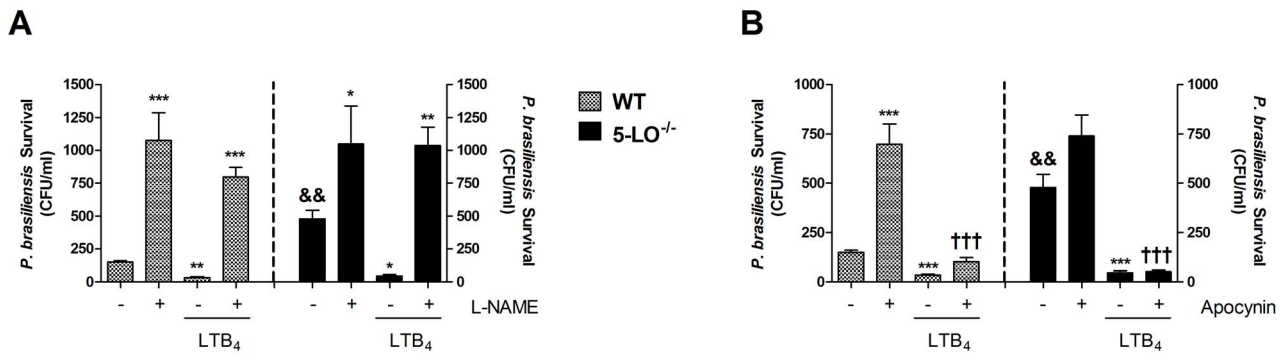 A
P. brasiliensis Survival
(CFU/ml)
1500
1250
1000
750
500
250
0
***
**
***
&&
*
*
**
1500
1250
1000
750
500
250
0
P. brasiliensis Survival
(CFU/ml)
- + - + - + - + L-NAME
LTB4 LTB4
WT
5-LO-/-
B
P. brasiliensis Survival
(CFU/ml)
1000
750
500
250
0
***
***
†††
&&
***
†††
1000
750
500
250
0
P. brasiliensis Survival
(CFU/ml)
- + - + - + - + Apocynin
LTB4 LTB4